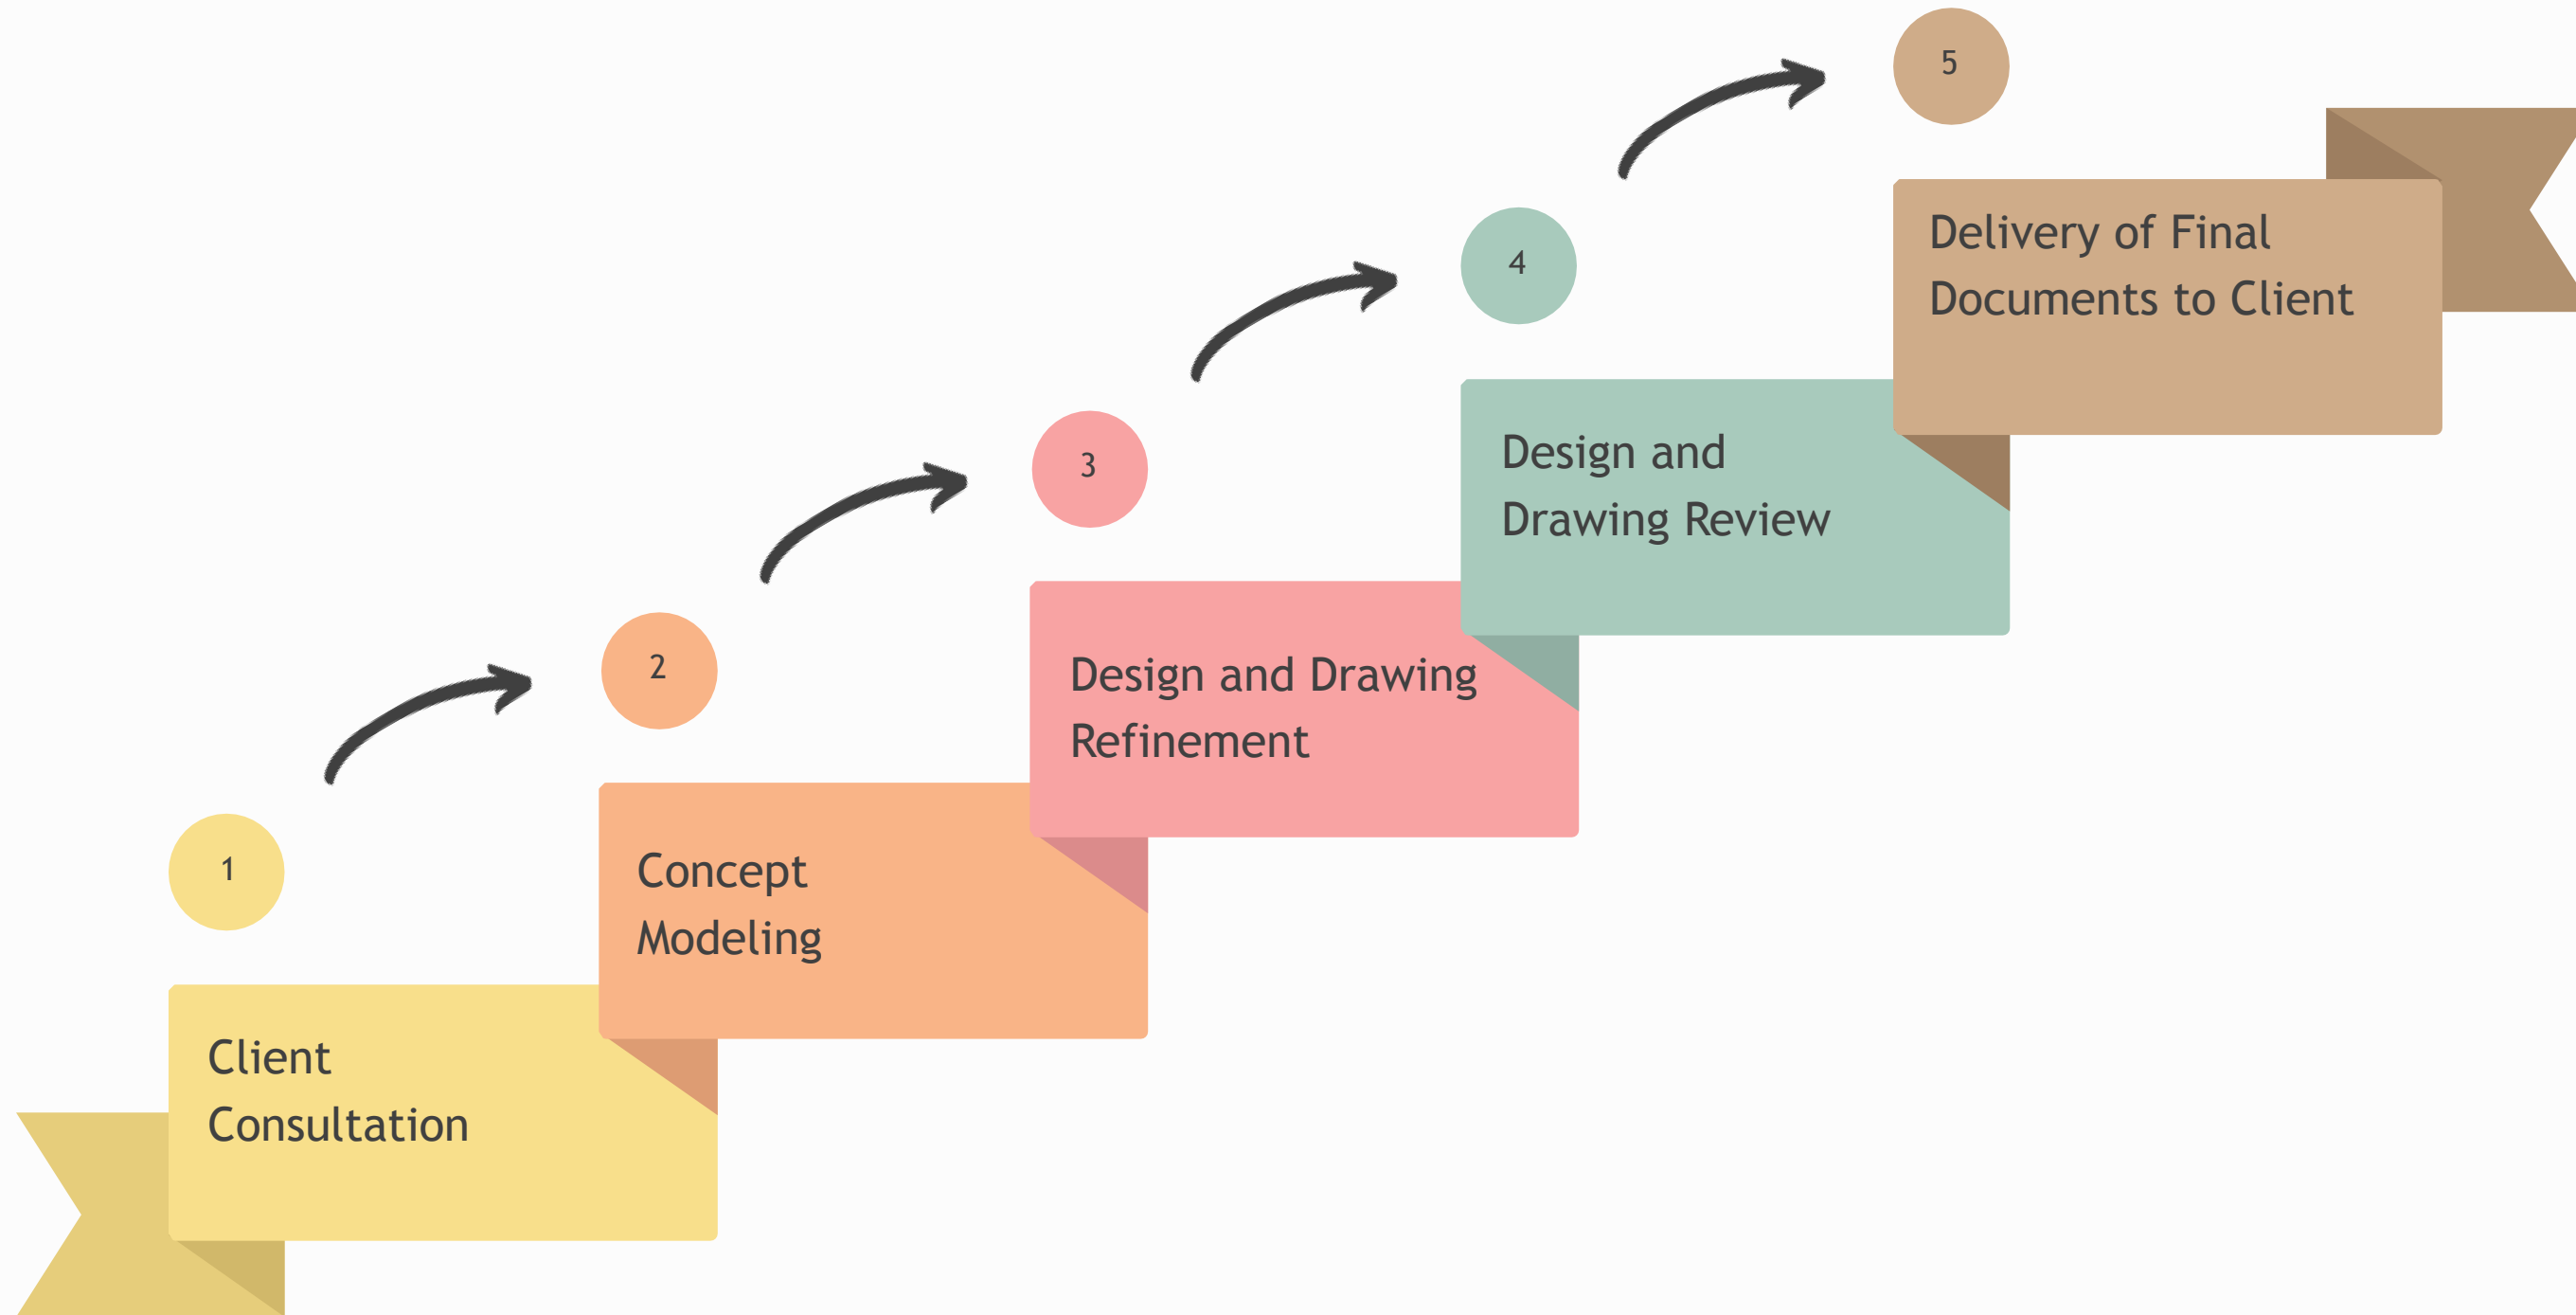 1
Client
Consultation
2
Concept
Modeling
3
Design and Drawing
Refinement
4
Design and
Drawing Review
5
Delivery of Final
Documents to Client